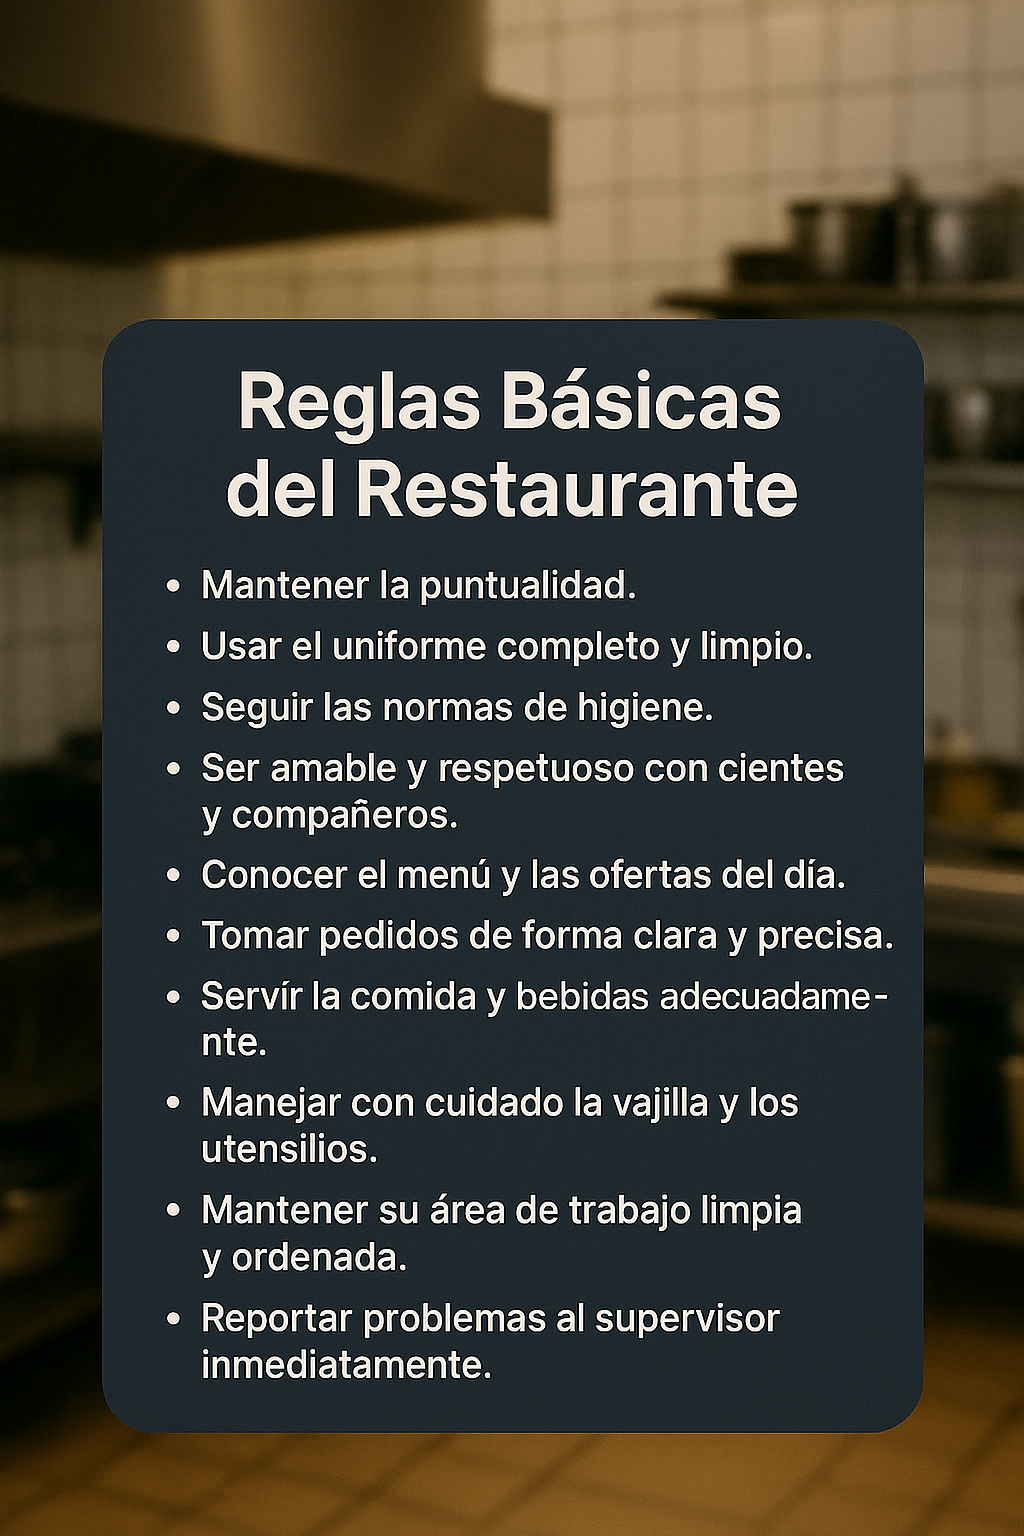 Reglas Básicas
del Restaurante
• Mantener la puntualidad.
• Usar el uniforme completo y limpio.
• Seguir las normas de higiene.
• Ser amable y respetuoso con cientes
y compañeros.
• Conocer el menú y las ofertas del día.
• Tomar pedidos de forma clara y precisa.
• Servír la comida y bebidas adecuadame-
nte.
• Manejar con cuidado la vajilla y los
utensilios.
• Mantener su área de trabajo limpia
y ordenada.
• Reportar problemas al supervisor
inmediatamente.